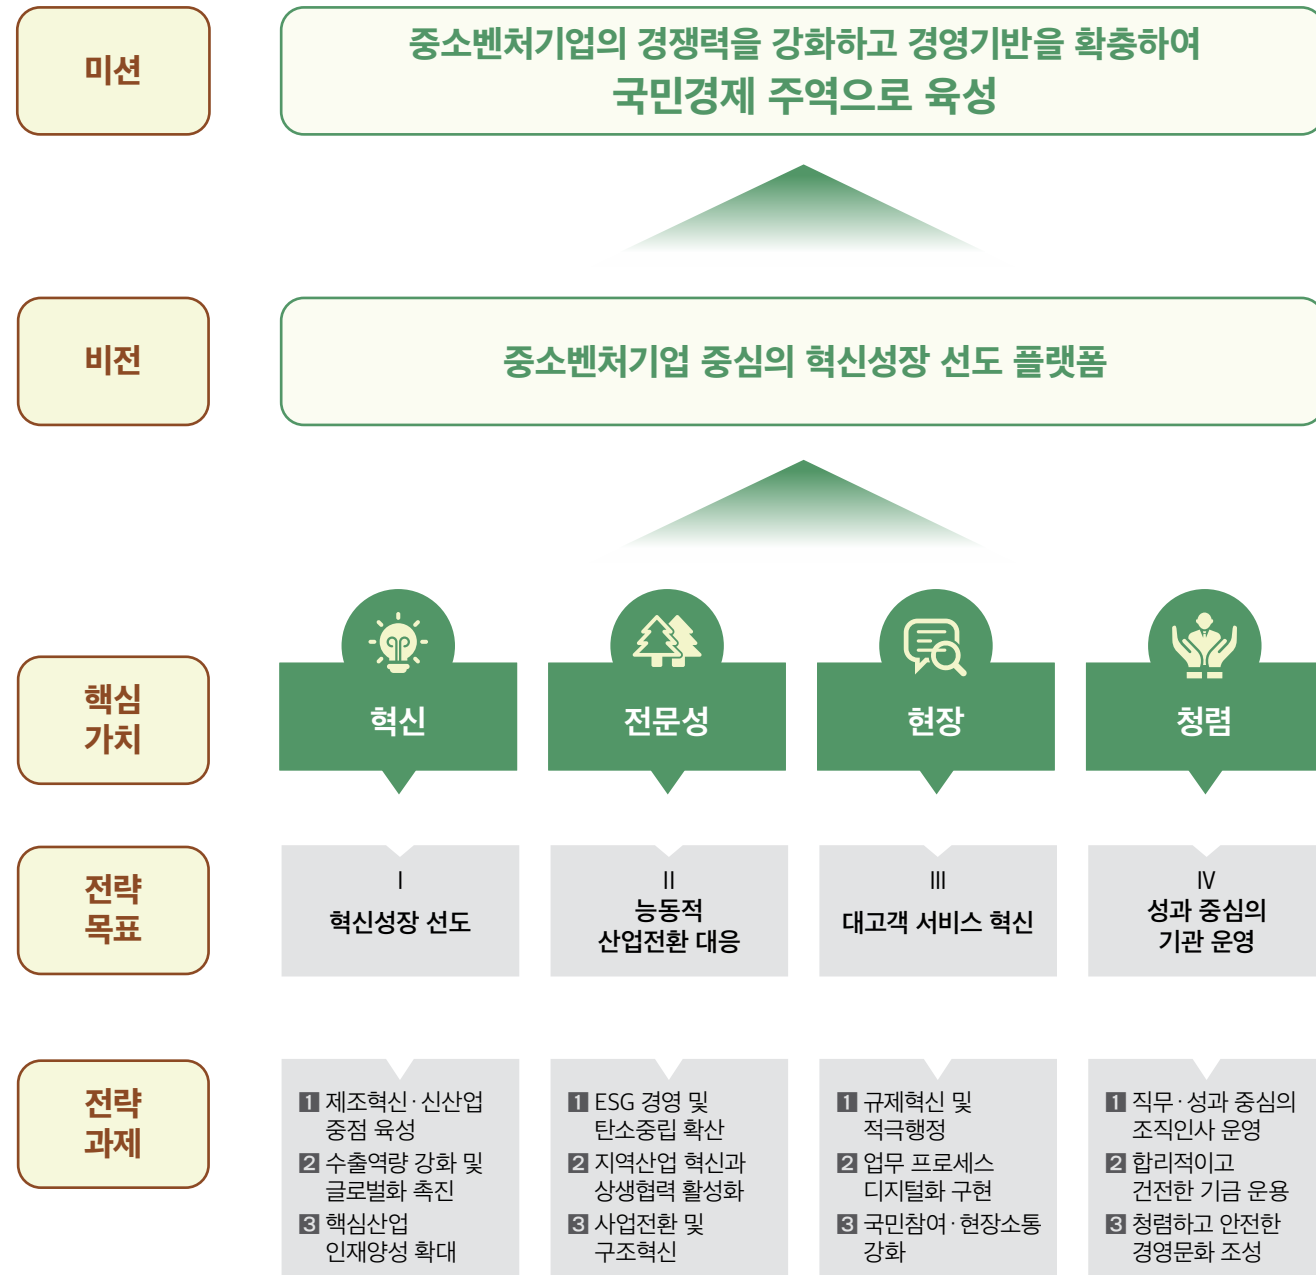 미션
중소벤처기업의 경쟁력을 강화하고 경영기반을 확충하여
국민경제 주역으로 육성
비전
중소벤처기업 중심의 혁신성장 선도 플랫폼
핵심
가치
혁신
전문성
현장
청렴
전략
목표
Ⅰ
혁신성장 선도
Ⅱ
능동적
산업전환 대응
Ⅲ
대고객 서비스 혁신
Ⅳ
성과 중심의
기관 운영
전략
과제
1 제조혁신·신산업
중점 육성
2 수출역량 강화 및
글로벌화 촉진
3 핵심산업
인재양성 확대
1 ESG 경영 및
탄소중립 확산
2 지역산업 혁신과
상생협력 활성화
3 사업전환 및
구조혁신
1 규제혁신 및
적극행정
2 업무 프로세스
디지털화 구현
3 국민참여·현장소통
강화
1 직무·성과 중심의
조직인사 운영
2 합리적이고
건전한 기금 운용
3 청렴하고 안전한
경영문화 조성